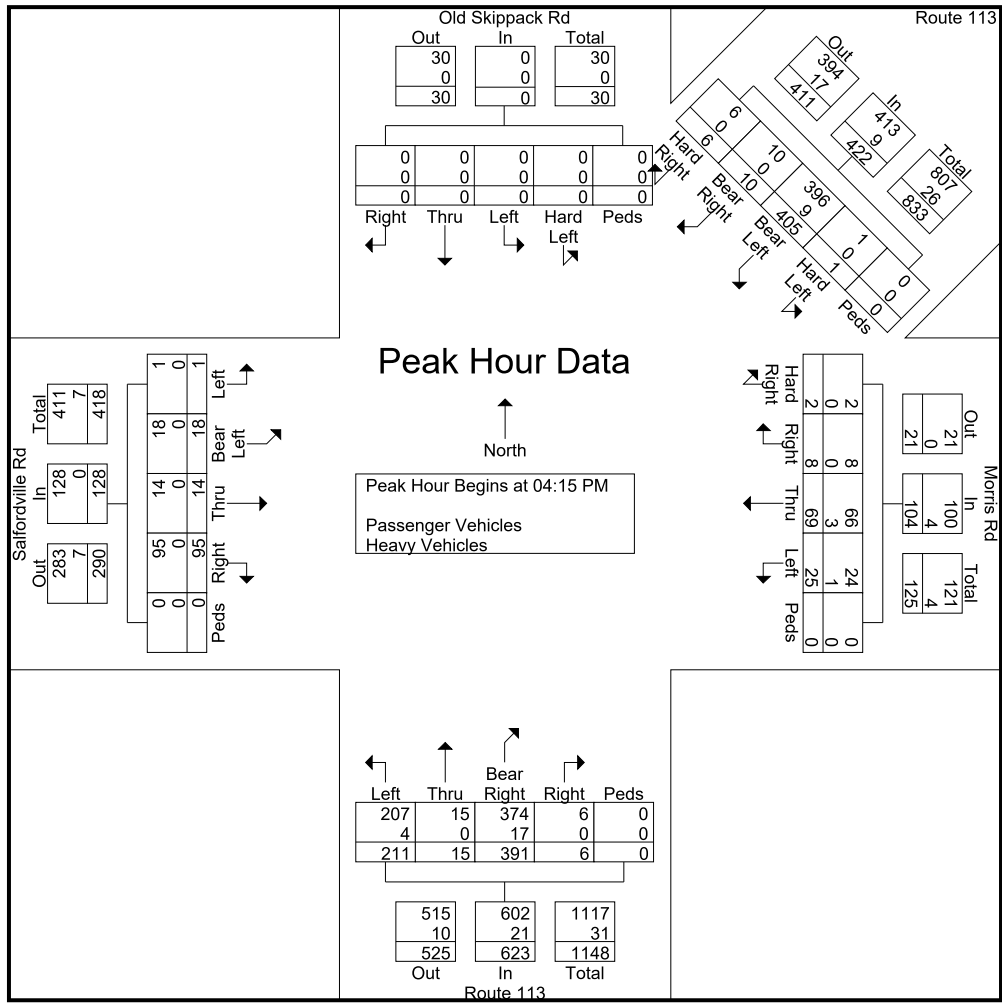 Old Skippack Rd
Out In Total
30 0 30
0 0 0
30 0 30
0 0 0 0 0
0 0 0 0 0
0 0 0 0 0
Right Thru Left Hard Left Peds
Route 113
Out
394
17
411
In
413
9
422
Total
807
26
833
6 10 396 1 0
0 0 9 0 0
6 10 405 1 0
Hard Right
Bear Right
Bear Left
Hard Left
Peds
Peak Hour Data
North
Peak Hour Begins at 04:15 PM
Passenger Vehicles
Heavy Vehicles
Salfordville Rd
Out In Total
283 128 411
7 0 7
290 128 418
1 18 14 95 0
0 0 0 0 0
1 18 14 95 0
Left
Bear Left
Thru
Right
Peds
Morris Rd
Out In Total
21 100 121
0 4 4
21 104 125
2 8 66 24 0
0 0 3 1 0
2 8 69 25 0
Hard Right
Right
Thru
Left
Peds
Bear
Left Thru Right Right Peds
207 15 374 6 0
4 0 17 0 0
211 15 391 6 0
515 602 1117
10 21 31
525 623 1148
Out In Total
Route 113